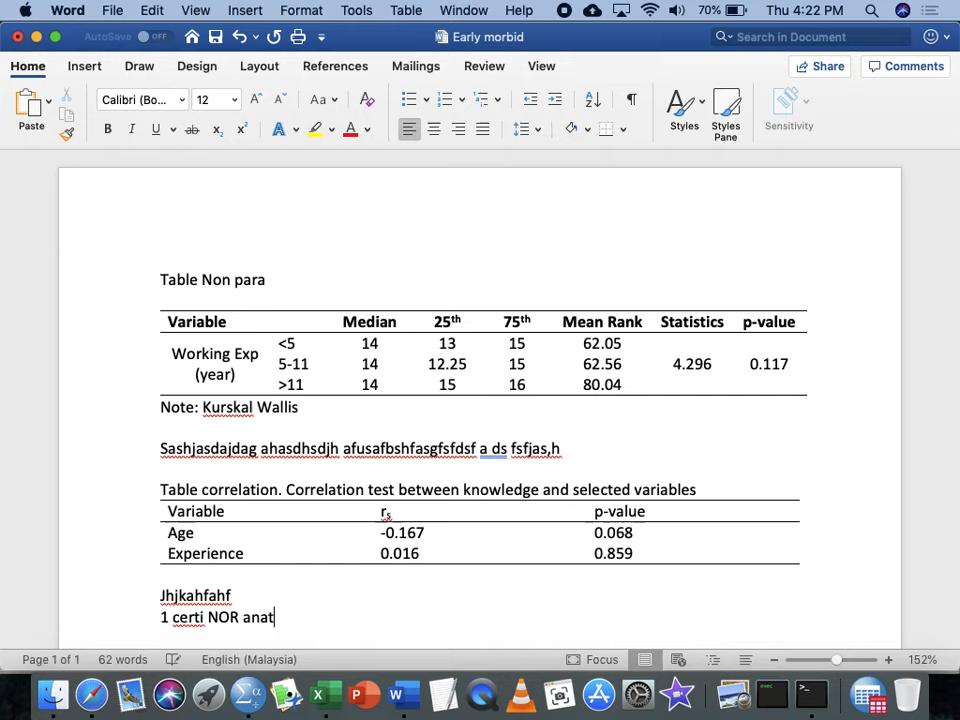 Word File Edit View Insert Format Tools Table Window Help 70% Thu 4:22 PM
AutoSave OFF Early morbid Search in Document
Home Insert Draw Design Layout References Mailings Review View Share Comments
Paste Calibri (Bo... 12 Aa Styles Styles Pane Sensitivity
Table Non para
Variable Median 25th 75th Mean Rank Statistics p-value
Working Exp (year) <5 14 13 15 62.05
5-11 14 12.25 15 62.56 4.296 0.117
>11 14 15 16 80.04
Note: Kurskal Wallis
Sashjasdajdag ahasdhsdjh afusafbshfasgfsfdsf a ds fsfjas,h
Table correlation. Correlation test between knowledge and selected variables
Variable rs p-value
Age -0.167 0.068
Experience 0.016 0.859
Jhjkahfahf
1 certi NOR anat
Page 1 of 1 62 words English (Malaysia) Focus 152%